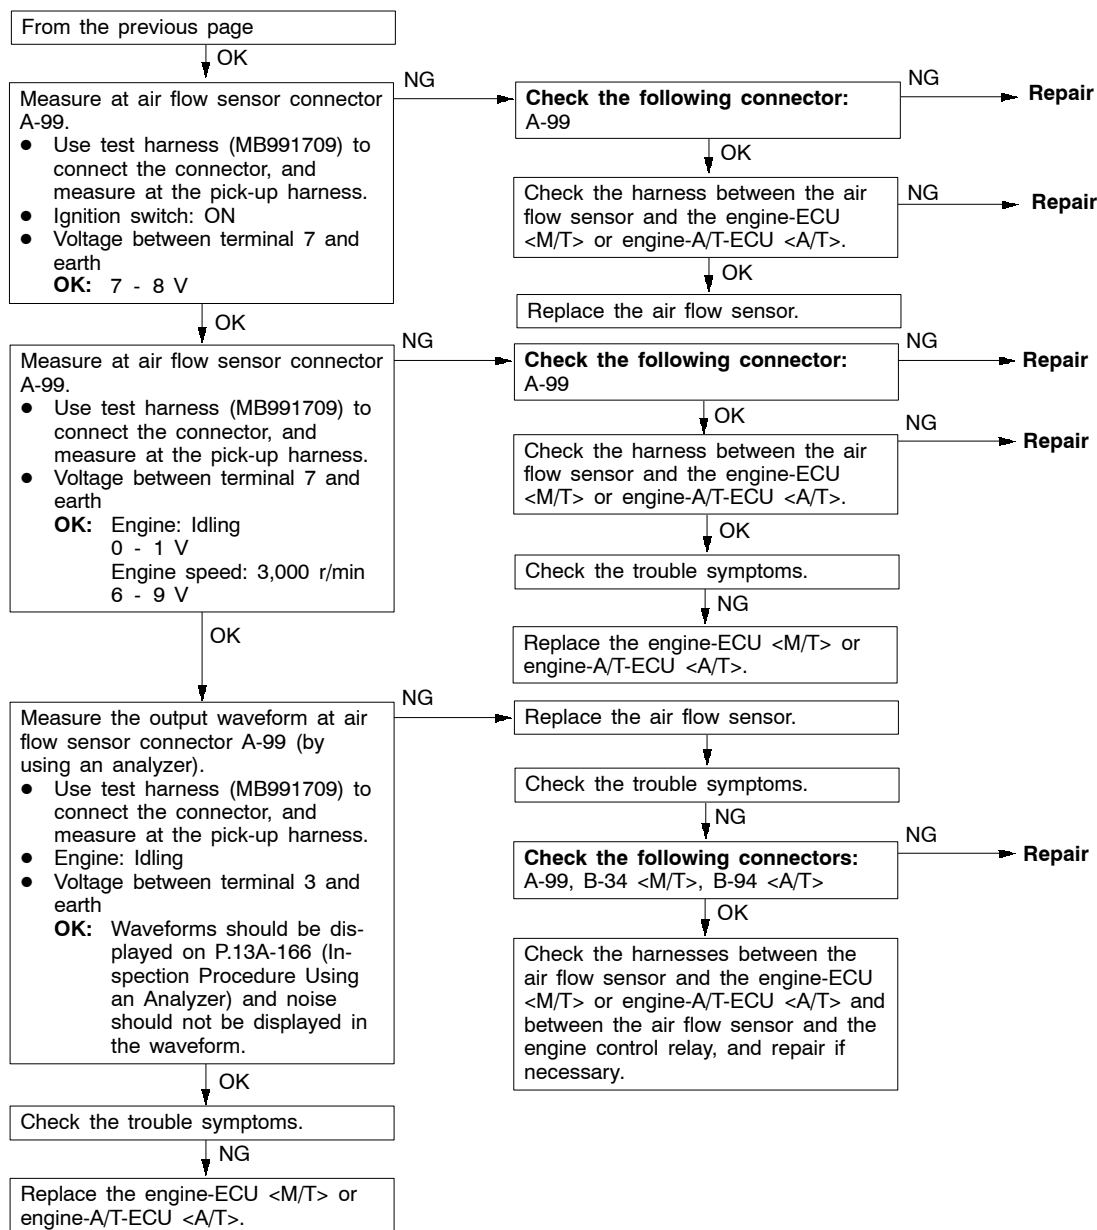 From the previous page
OK
Measure at air flow sensor connector
A-99.
● Use test harness (MB991709) to
connect the connector, and
measure at the pick-up harness.
● Ignition switch: ON
● Voltage between terminal 7 and
earth
OK: 7 - 8 V
NG
Check the following connector:
A-99
NG
Repair
OK
Check the harness between the air
flow sensor and the engine-ECU
<M/T> or engine-A/T-ECU <A/T>.
NG
Repair
OK
Replace the air flow sensor.
OK
Measure at air flow sensor connector
A-99.
● Use test harness (MB991709) to
connect the connector, and
measure at the pick-up harness.
● Voltage between terminal 7 and
earth
OK: Engine: Idling
0 - 1 V
Engine speed: 3,000 r/min
6 - 9 V
NG
Check the following connector:
A-99
NG
Repair
OK
Check the harness between the air
flow sensor and the engine-ECU
<M/T> or engine-A/T-ECU <A/T>.
NG
Repair
OK
Check the trouble symptoms.
NG
Replace the engine-ECU <M/T> or
engine-A/T-ECU <A/T>.
OK
Measure the output waveform at air
flow sensor connector A-99 (by
using an analyzer).
● Use test harness (MB991709) to
connect the connector, and
measure at the pick-up harness.
● Engine: Idling
● Voltage between terminal 3 and
earth
OK: Waveforms should be dis-
played on P.13A-166 (In-
spection Procedure Using
an Analyzer) and noise
should not be displayed in
the waveform.
NG
Replace the air flow sensor.
Check the trouble symptoms.
NG
Check the following connectors:
A-99, B-34 <M/T>, B-94 <A/T>
NG
Repair
OK
Check the harnesses between the
air flow sensor and the engine-ECU
<M/T> or engine-A/T-ECU <A/T> and
between the air flow sensor and the
engine control relay, and repair if
necessary.
OK
Check the trouble symptoms.
NG
Replace the engine-ECU <M/T> or
engine-A/T-ECU <A/T>.